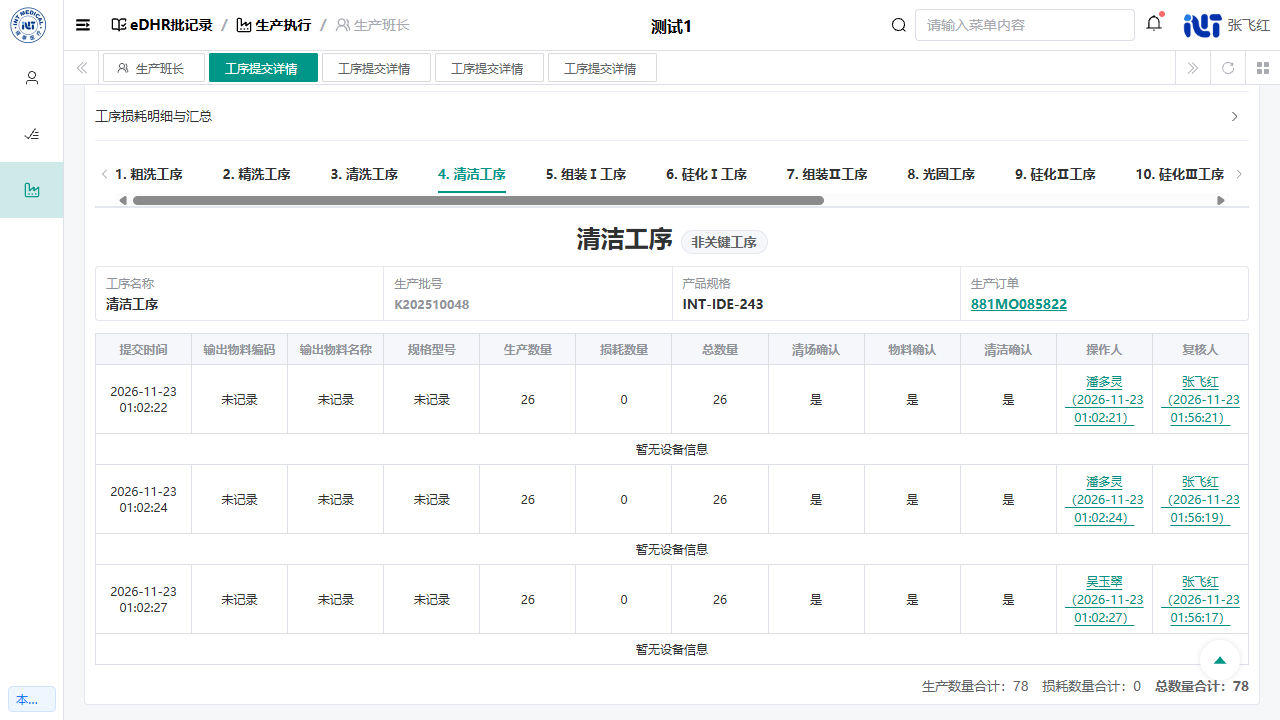 INT MEDICAL
eDHR批记录 / 生产执行 / 生产班长
测试1
请输入菜单内容
张飞红
生产班长
工序提交详情
工序提交详情
工序提交详情
工序提交详情
工序损耗明细与汇总
1. 粗洗工序
2. 精洗工序
3. 清洗工序
4. 清洁工序
5. 组装Ⅰ工序
6. 硅化Ⅰ工序
7. 组装Ⅱ工序
8. 光固工序
9. 硅化Ⅱ工序
10. 硅化Ⅲ工序
清洁工序 非关键工序
工序名称
清洁工序
生产批号
K202510048
产品规格
INT-IDE-243
生产订单
881MO085822
提交时间 输出物料编码 输出物料名称 规格型号 生产数量 损耗数量 总数量 清场确认 物料确认 清洁确认 操作人 复核人
2026-11-23 01:02:22 未记录 未记录 未记录 26 0 26 是 是 是 潘多灵（2026-11-23 01:02:21） 张飞红（2026-11-23 01:56:21）
暂无设备信息
2026-11-23 01:02:24 未记录 未记录 未记录 26 0 26 是 是 是 潘多灵（2026-11-23 01:02:24） 张飞红（2026-11-23 01:56:19）
暂无设备信息
2026-11-23 01:02:27 未记录 未记录 未记录 26 0 26 是 是 是 吴玉翠（2026-11-23 01:02:27） 张飞红（2026-11-23 01:56:17）
暂无设备信息
生产数量合计：78 损耗数量合计：0 总数量合计：78
本...